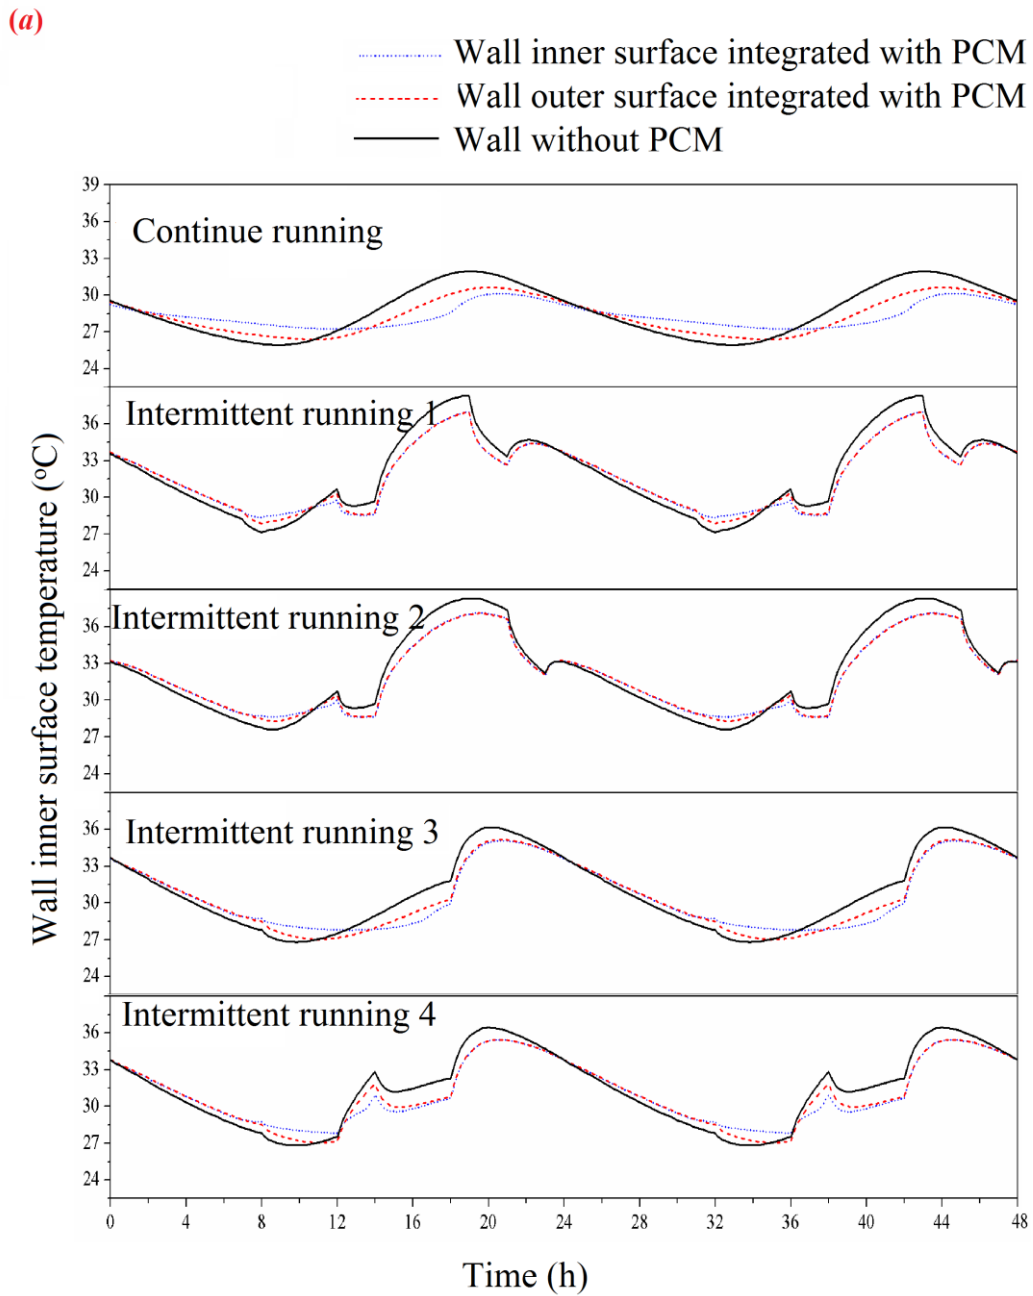 (a)
Wall inner surface integrated with PCM
Wall outer surface integrated with PCM
Wall without PCM
39
36
33
30
27
24
Continue running
36
33
30
27
24
Intermittent running 1
36
33
30
27
24
Intermittent running 2
36
33
30
27
24
Intermittent running 3
36
33
30
27
24
Intermittent running 4
Wall inner surface temperature (°C)
0 4 8 12 16 20 24 28 32 36 40 44 48
Time (h)